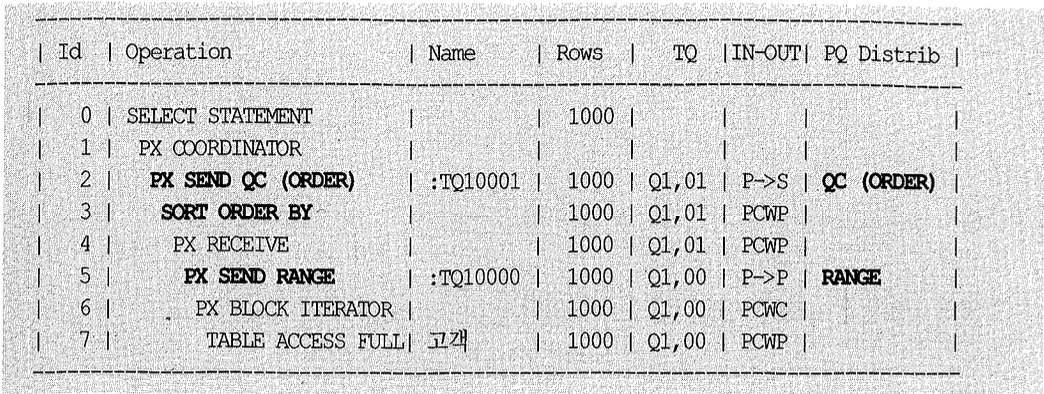 | Id | Operation | Name | Rows | TQ |IN-OUT| PQ Distrib |
| 0 | SELECT STATEMENT | | 1000 | | | |
| 1 | PX COORDINATOR | | | | | |
| 2 | PX SEND QC (ORDER) | :TQ10001 | 1000 | Q1,01 | P->S | QC (ORDER) |
| 3 | SORT ORDER BY | | 1000 | Q1,01 | PCWP | |
| 4 | PX RECEIVE | | 1000 | Q1,01 | PCWP | |
| 5 | PX SEND RANGE | :TQ10000 | 1000 | Q1,00 | P->P | RANGE |
| 6 | PX BLOCK ITERATOR | | 1000 | Q1,00 | PCWC | |
| 7 | TABLE ACCESS FULL| 고객 | 1000 | Q1,00 | PCWP | |